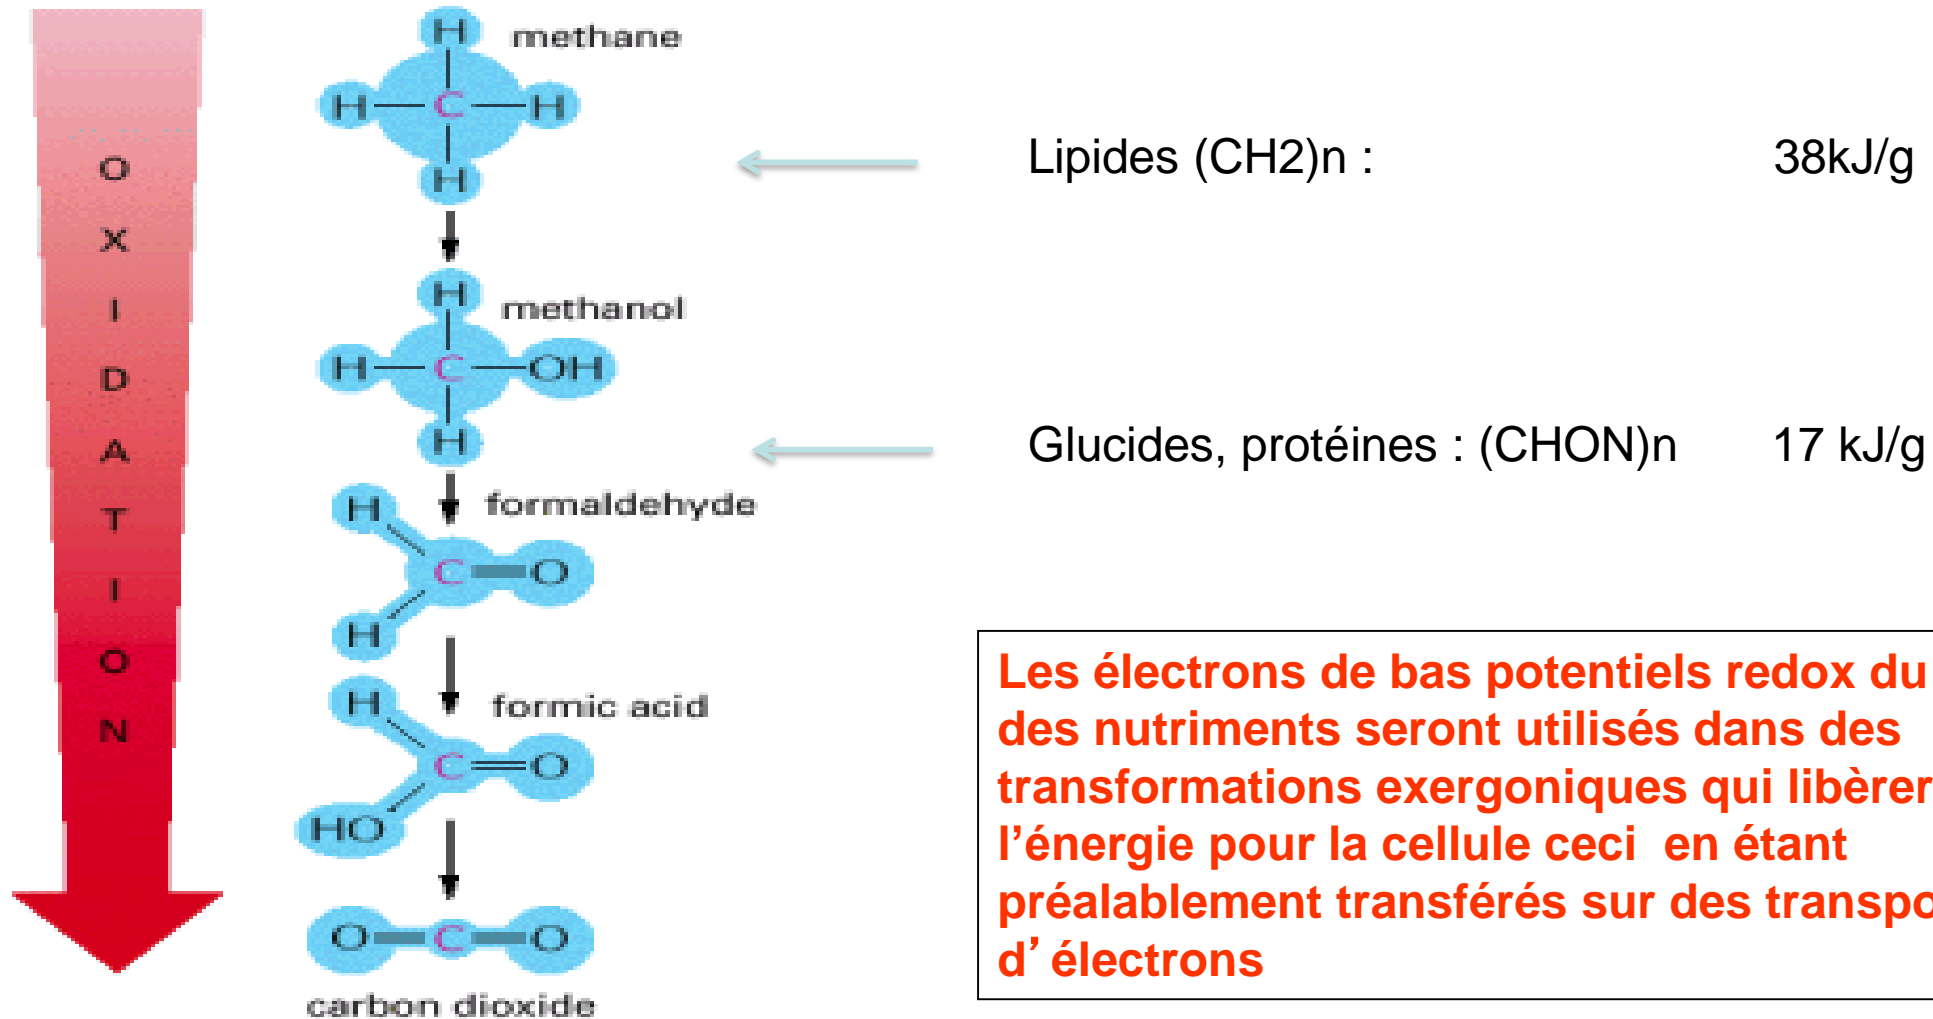 OXIDATION
H
methane
H C H
H
Lipides (CH2)n : 38kJ/g
H
methanol
H C OH
H
Glucides, protéines : (CHON)n 17 kJ/g
H
formaldehyde
C O
H
H
formic acid
C O
HO
O C O
carbon dioxide
Les électrons de bas potentiels redox du
des nutriments seront utilisés dans des
transformations exergoniques qui libèrer
l’énergie pour la cellule ceci en étant
préalablement transférés sur des transpo
d’ électrons